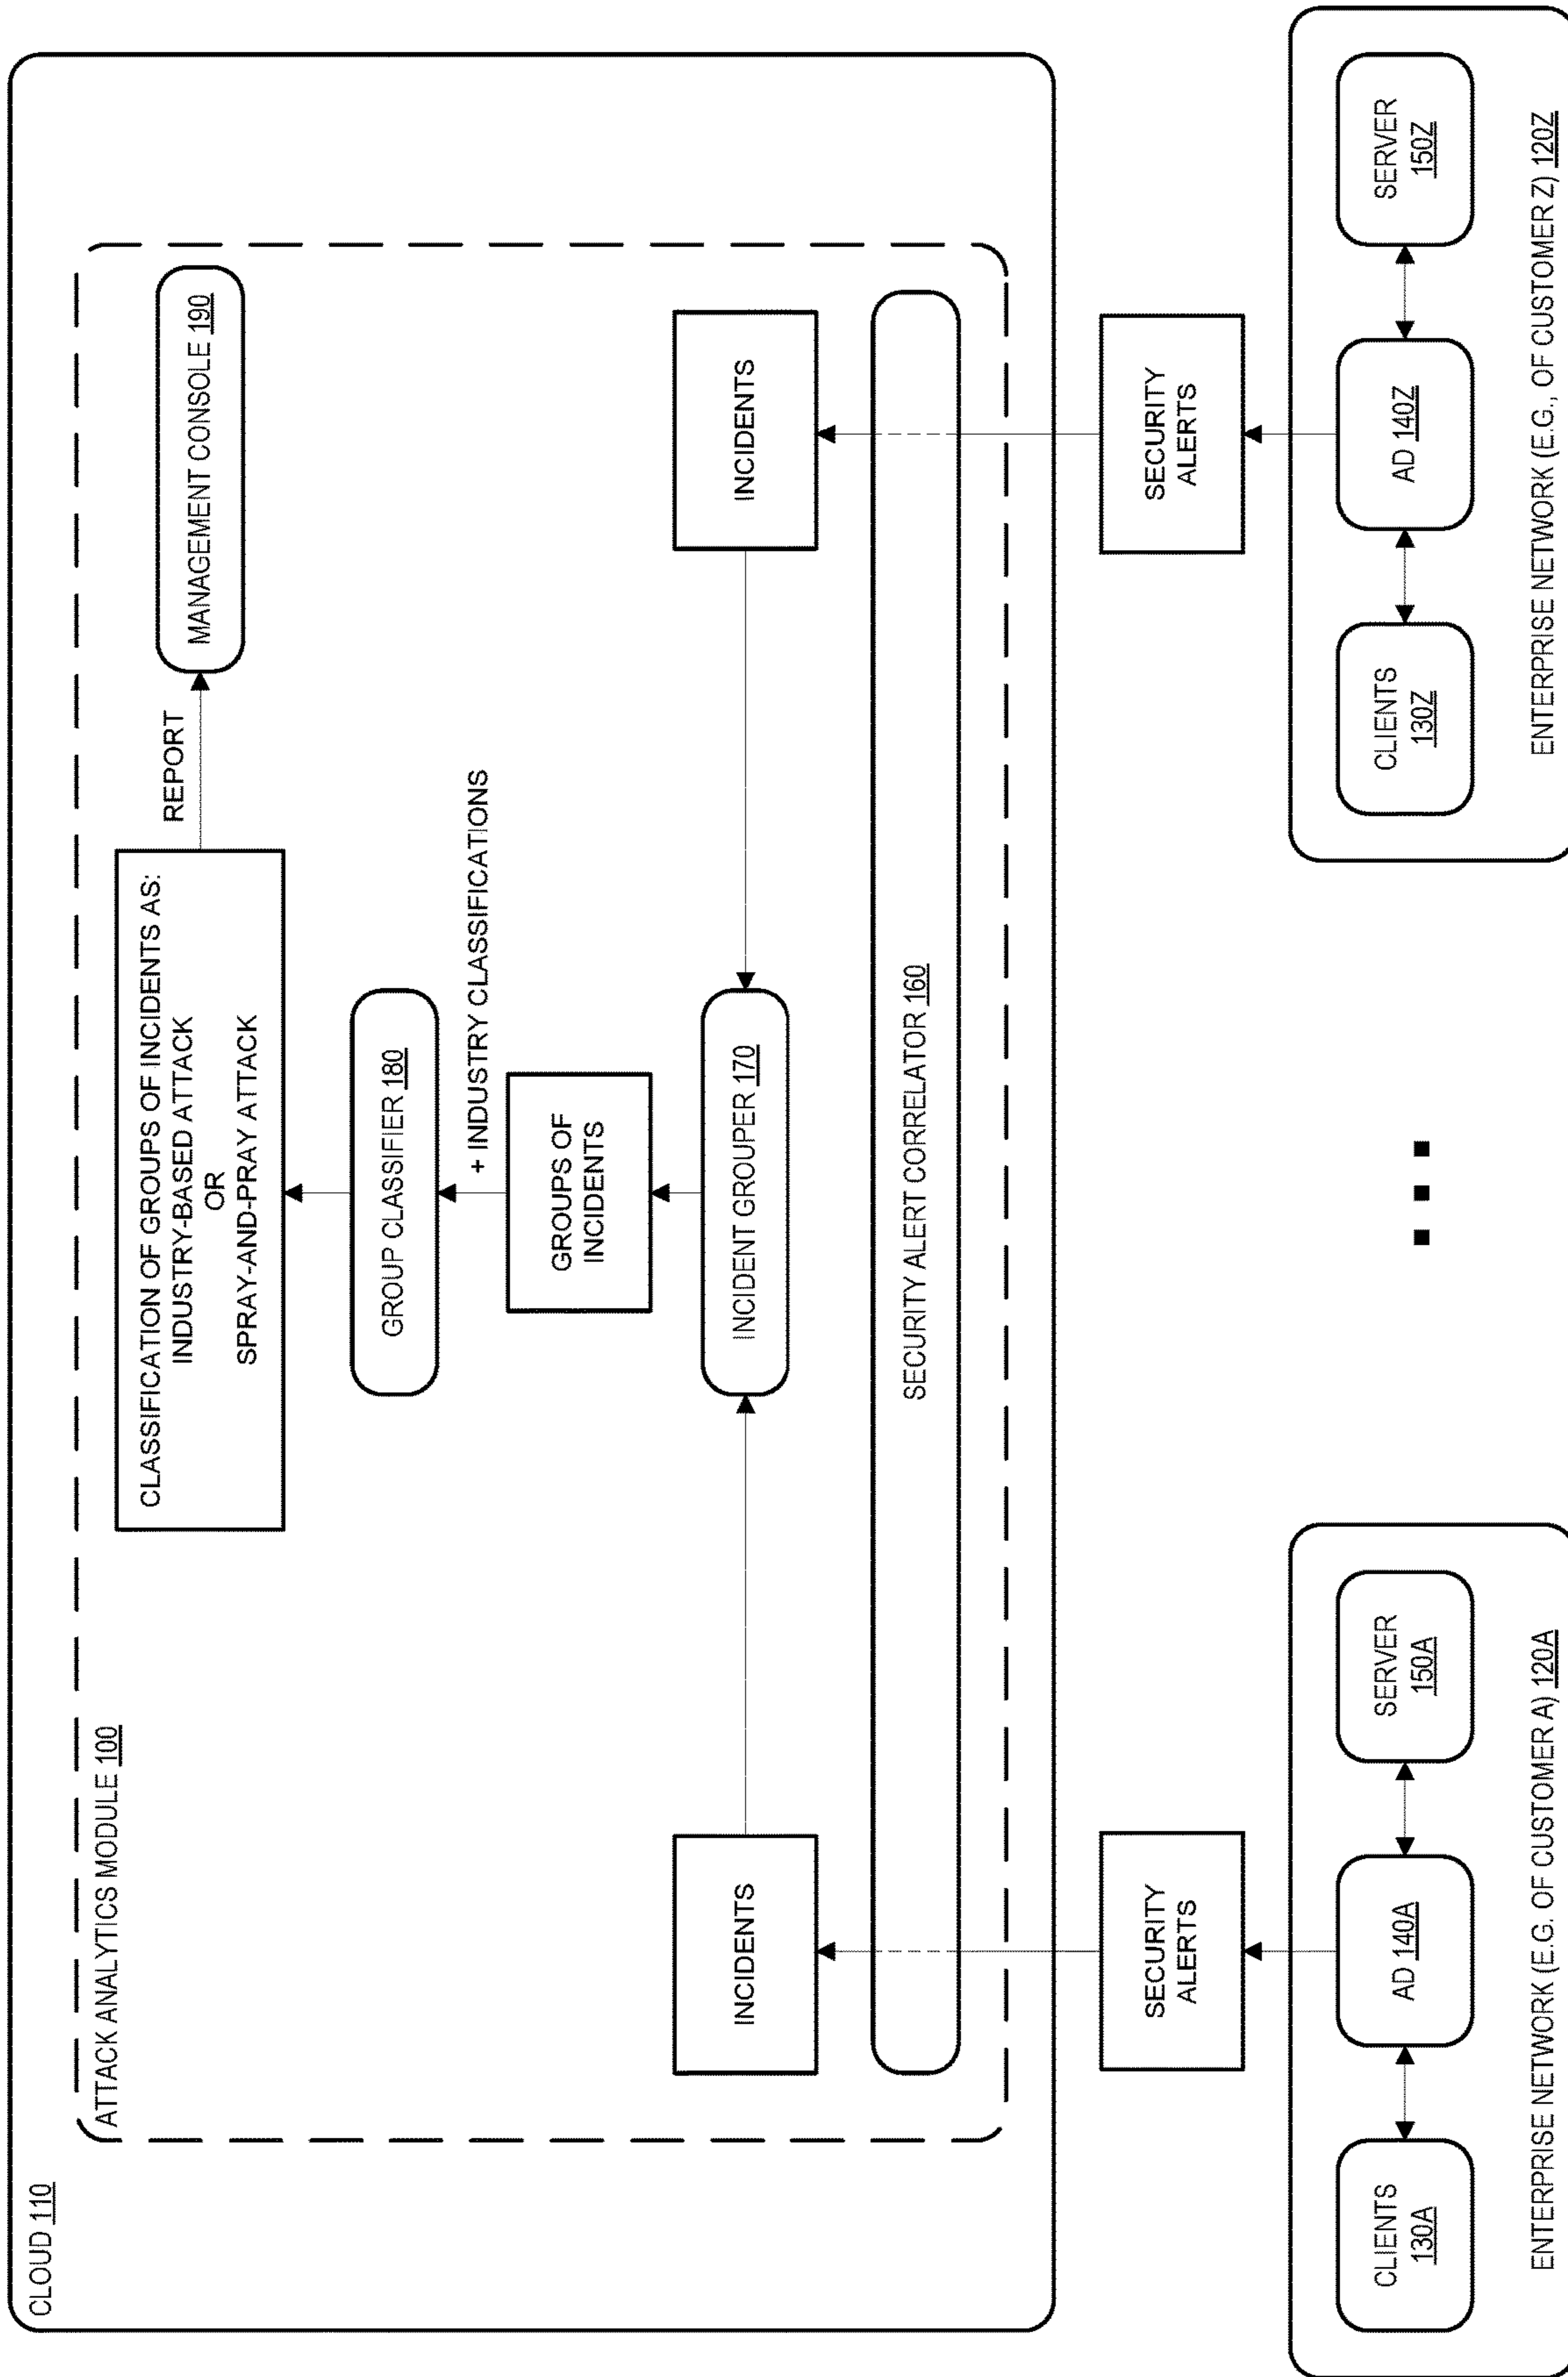 CLOUD 110
ATTACK ANALYTICS MODULE 100
CLASSIFICATION OF GROUPS OF INCIDENTS AS:
INDUSTRY-BASED ATTACK
OR
SPRAY-AND-PRAY ATTACK
REPORT
MANAGEMENT CONSOLE 190
GROUP CLASSIFIER 180
+ INDUSTRY CLASSIFICATIONS
GROUPS OF
INCIDENTS
INCIDENTS
INCIDENT GROUPER 170
INCIDENTS
SECURITY ALERT CORRELATOR 160
SECURITY
ALERTS
SECURITY
ALERTS
CLIENTS
130A
AD 140A
SERVER
150A
ENTERPRISE NETWORK (E.G. OF CUSTOMER A) 120A
CLIENTS
130Z
AD 140Z
SERVER
150Z
ENTERPRISE NETWORK (E.G., OF CUSTOMER Z) 120Z